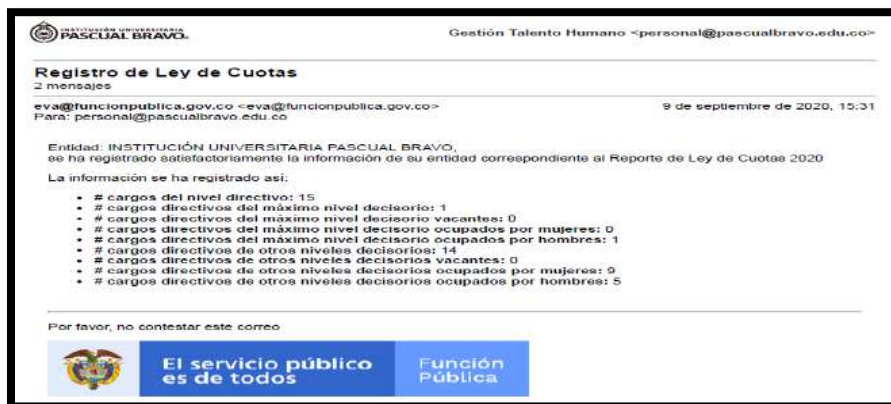 INSTITUCIÓN UNIVERSITARIA
PASCUAL BRAVO.
Gestión Talento Humano <personal@pascualbravo.edu.co>
Registro de Ley de Cuotas
2 mensajes
eva@funcionpublica.gov.co <eva@funcionpublica.gov.co> 9 de septiembre de 2020, 15:31
Para: personal@pascualbravo.edu.co
Entidad: INSTITUCIÓN UNIVERSITARIA PASCUAL BRAVO,
se ha registrado satisfactoriamente la información de su entidad correspondiente al Reporte de Ley de Cuotas 2020
La información se ha registrado así:
• # cargos del nivel directivo: 15
• # cargos directivos del máximo nivel decisorio: 1
• # cargos directivos del máximo nivel decisorio vacantes: 0
• # cargos directivos del máximo nivel decisorio ocupados por mujeres: 0
• # cargos directivos del máximo nivel decisorio ocupados por hombres: 1
• # cargos directivos de otros niveles decisorios: 14
• # cargos directivos de otros niveles decisorios vacantes: 0
• # cargos directivos de otros niveles decisorios ocupados por mujeres: 9
• # cargos directivos de otros niveles decisorios ocupados por hombres: 5
Por favor, no contestar este correo
El servicio público
es de todos
Función
Pública